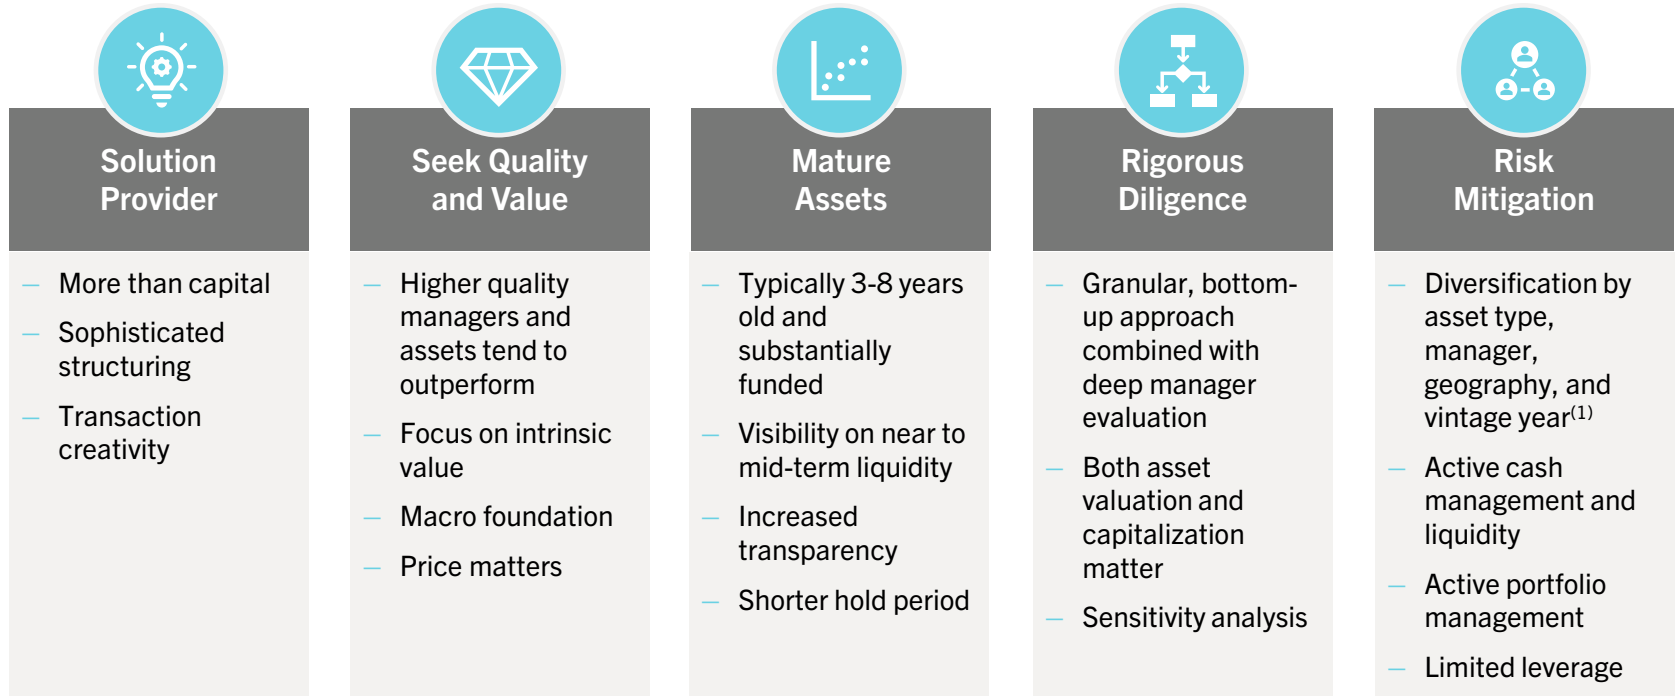 Solution
Provider
— More than capital
— Sophisticated
structuring
— Transaction
creativity
Seek Quality
and Value
— Higher quality
managers and
assets tend to
outperform
— Focus on intrinsic
value
— Macro foundation
— Price matters
Mature
Assets
— Typically 3-8 years
old and
substantially
funded
— Visibility on near to
mid-term liquidity
— Increased
transparency
— Shorter hold period
Rigorous
Diligence
— Granular, bottom-
up approach
combined with
deep manager
evaluation
— Both asset
valuation and
capitalization
matter
— Sensitivity analysis
Risk
Mitigation
— Diversification by
asset type,
manager,
geography, and
vintage year(1)
— Active cash
management and
liquidity
— Active portfolio
management
— Limited leverage